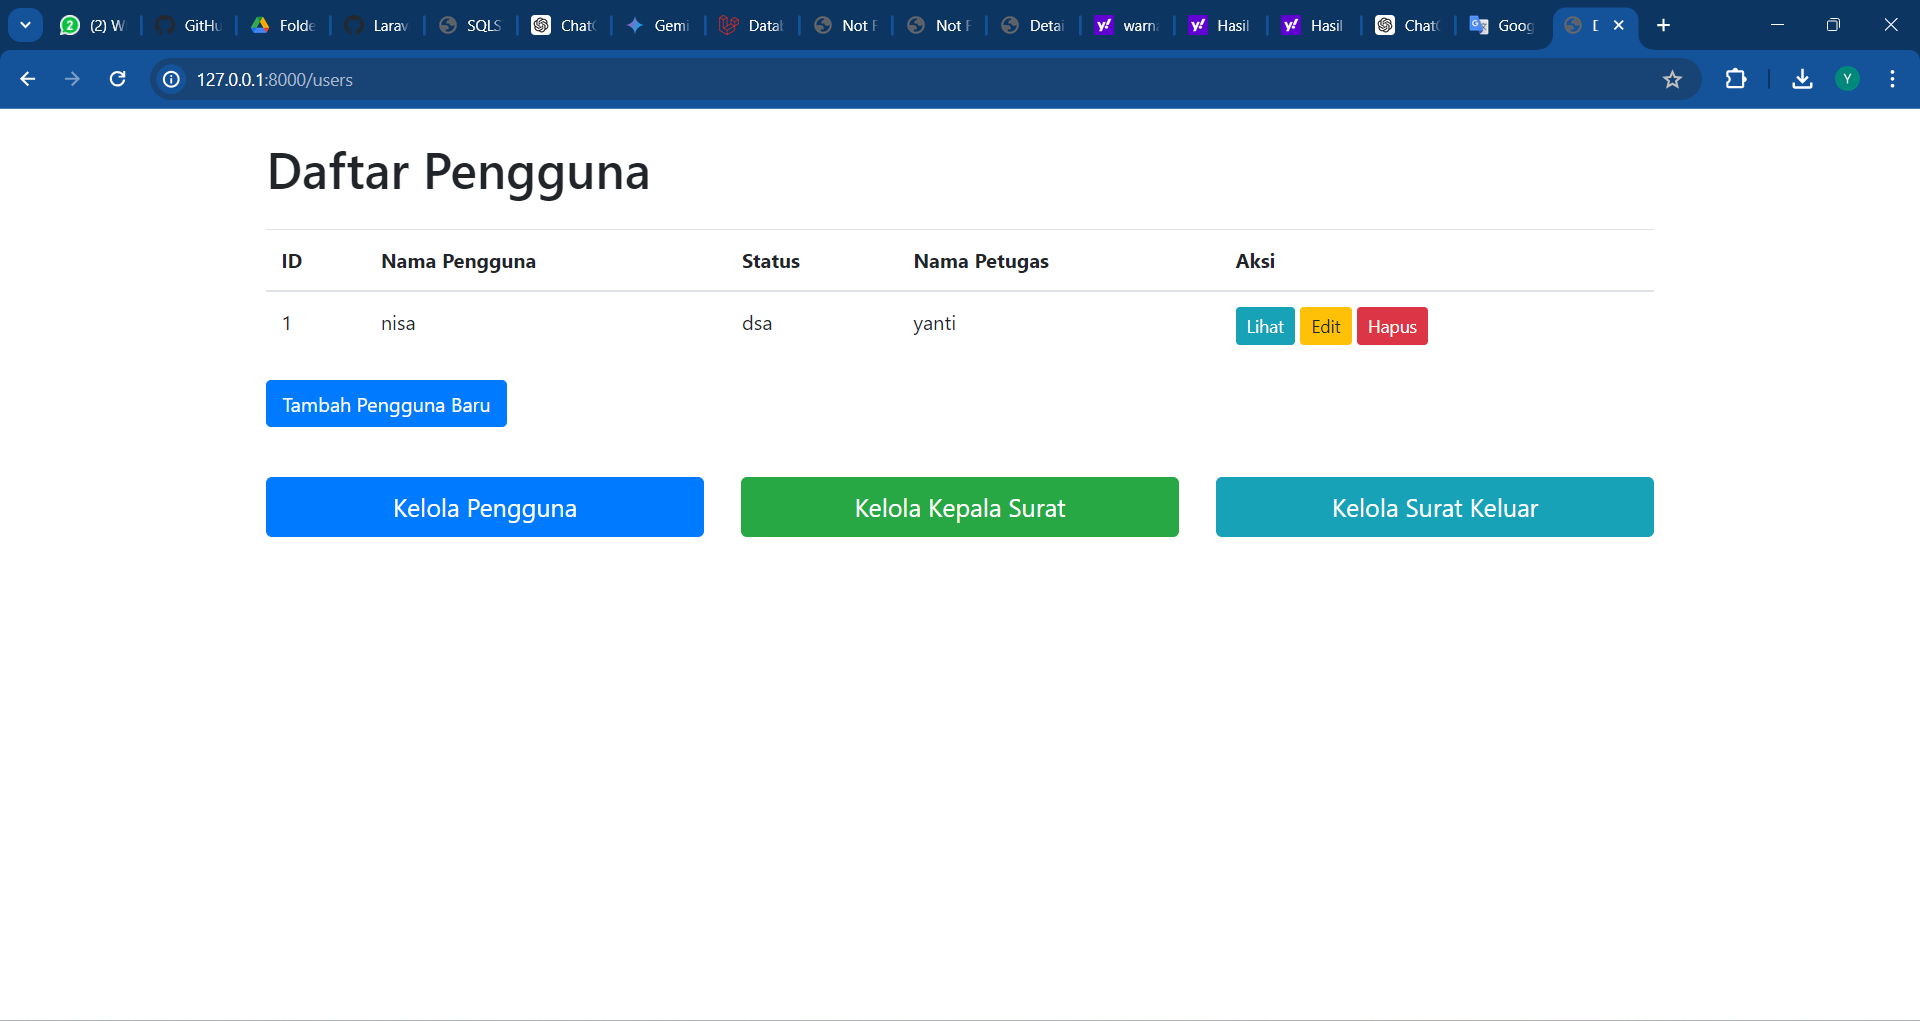 (2) W GitHu Folde Larav SQLS Chat Gemi Datab Not F Not F Detai warna Hasil Hasil Chat Goog
127.0.0.1:8000/users
Y
Daftar Pengguna
ID Nama Pengguna Status Nama Petugas Aksi
1 nisa dsa yanti Lihat Edit Hapus
Tambah Pengguna Baru
Kelola Pengguna Kelola Kepala Surat Kelola Surat Keluar